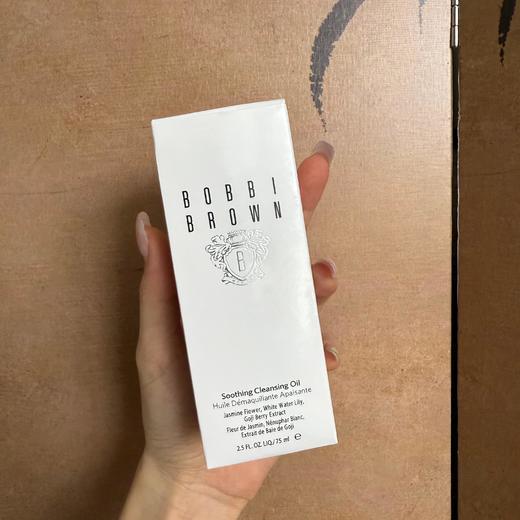 BOBBI
BROWN
B
Soothing Cleansing Oil
Huile Démaquillante Apaisante
Jasmine Flower, White Water Lily,
Goji Berry Extract
Fleur de Jasmin, Nénuphar Blanc,
Extrait de Baie de Goji
2.5 FL. OZ. LIQ/75 ml ℮